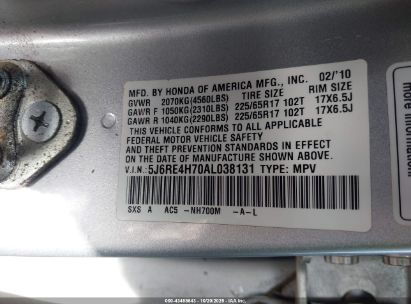 MFD. BY HONDA OF AMERICA MFG., INC. 02/'10
GVWR 2070KG(4560LBS) TIRE SIZE RIM SIZE
GAWR F 1050KG(2310LBS) 225/65R17 102T 17X6.5J
GAWR R 1040KG(2290LBS) 225/65R17 102T 17X6.5J
THIS VEHICLE CONFORMS TO ALL APPLICABLE
FEDERAL MOTOR VEHICLE SAFETY
STANDARDS IN EFFECT ON THE DATE OF
MANUFACTURE SHOWN ABOVE.
V.I.N.: 5J6RE4H70AL038131 TYPE: MPV
SXS A AC5 -NH700M -A-L